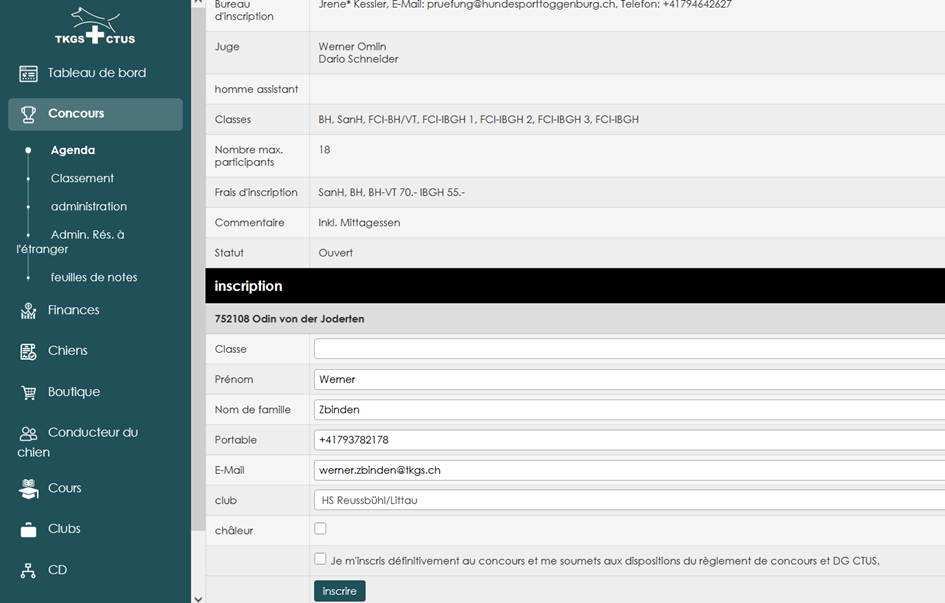 TKGS CTUS
Tableau de bord
Concours
Agenda
Classement
administration
Admin. Rés. à
l'étranger
feuilles de notes
Finances
Chiens
Boutique
Conducteur du
chien
Cours
Clubs
CD
Bureau
d'inscription
Jrene* Kessler, E-Mail: pruefung@hundesporttoggenburg.ch, Telefon: +41794642627
Juge
Werner Omlin
Dario Schneider
homme assistant
Classes
BH, SanH, FCI-BH/VT, FCI-IBGH 1, FCI-IBGH 2, FCI-IBGH 3, FCI-IBGH
Nombre max.
participants
18
Frais d'inscription
SanH, BH, BH-VT 70.- IBGH 55.-
Commentaire
Inkl. Mittagessen
Statut
Ouvert
inscription
752108 Odin von der Joderten
Classe
Prénom
Werner
Nom de famille
Zbinden
Portable
+41793782178
E-Mail
werner.zbinden@tkgs.ch
club
HS Reussbühl/Littau
châleur
Je m'inscris définitivement au concours et me soumets aux dispositions du règlement de concours et DG CTUS.
inscrire